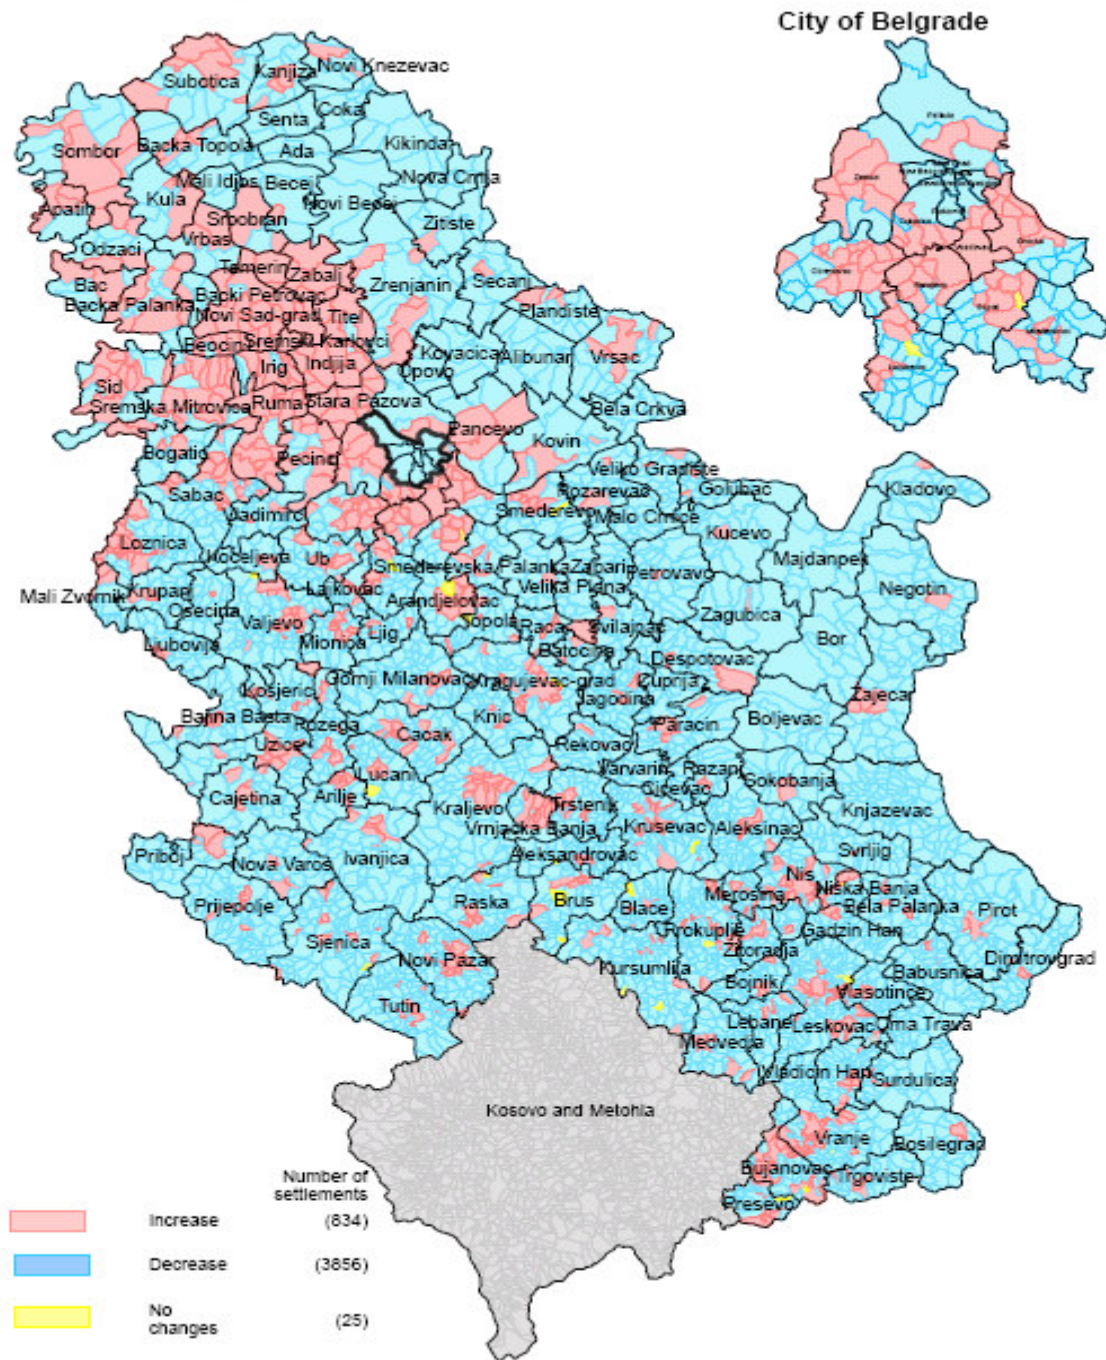 City of Belgrade
Subotica
Kanjiza
Novi Knezevac
Senta
Coka
Sombor
Backa Topola
Ada
Kikinda
Mali Idjos
Becej
Nova Crnja
Apatin
Kula
Srbobran
Novi Becej
Odzaci
Vrbas
Zitiste
Bac
Temerin
Zabalj
Zrenjanin
Secanj
Backa Palanka
Backi Petrovac
Novi Sad-grad
Titel
Plandiste
Beocin
Sremski Karlovci
Kovacica
Alibunar
Vrsac
Sid
Irig
Indjija
Opovo
Sremska Mitrovica
Ruma
Stara Pazova
Bela Crkva
Pancevo
Kovin
Bogatic
Pecinci
Veliko Gradiste
Sabac
Pozarevac
Golubac
Kladovo
Vladimirci
Smederevo
Malo Crnice
Kucevo
Loznica
Koceljeva
Ub
Smederevska Palanka
Zabari
Petrovavo
Majdanpek
Negotin
Mali Zvornik
Krupanj
Lajkovac
Arandjelovac
Velika Plana
Osecina
Valjevo
Topola
Raca
Svilajnac
Zagubica
Bor
Ljubovija
Mionica
Ljig
Batocina
Despotovac
Kosjerici
Gornji Milanovac
Kragujevac-grad
Cuprija
Jagodina
Zajecar
Bajina Basta
Pozega
Cacak
Knic
Paracin
Boljevac
Uzice
Rekovac
Lucani
Varvarin
Razanj
Cajetina
Arilje
Cicevac
Sokobanja
Kraljevo
Trstenik
Knjazevac
Vrnjacka Banja
Krusevac
Aleksinac
Priboj
Nova Varos
Ivanjica
Aleksandrovac
Svrljig
Nis
Prijepolje
Raska
Brus
Blace
Merosina
Niska Banja
Bela Palanka
Pirot
Sjenica
Prokuplje
Gadzin Han
Novi Pazar
Zitoradja
Dimitrovgrad
Kursumlija
Bojnik
Babusnica
Tutin
Vlasotince
Lebane
Leskovac
Crna Trava
Medvedja
Vladicin Han
Surdulica
Kosovo and Metohia
Vranje
Bosilegrad
Bujanovac
Trgoviste
Presevo
Number of
settlements
Increase (834)
Decrease (3856)
No
changes (25)